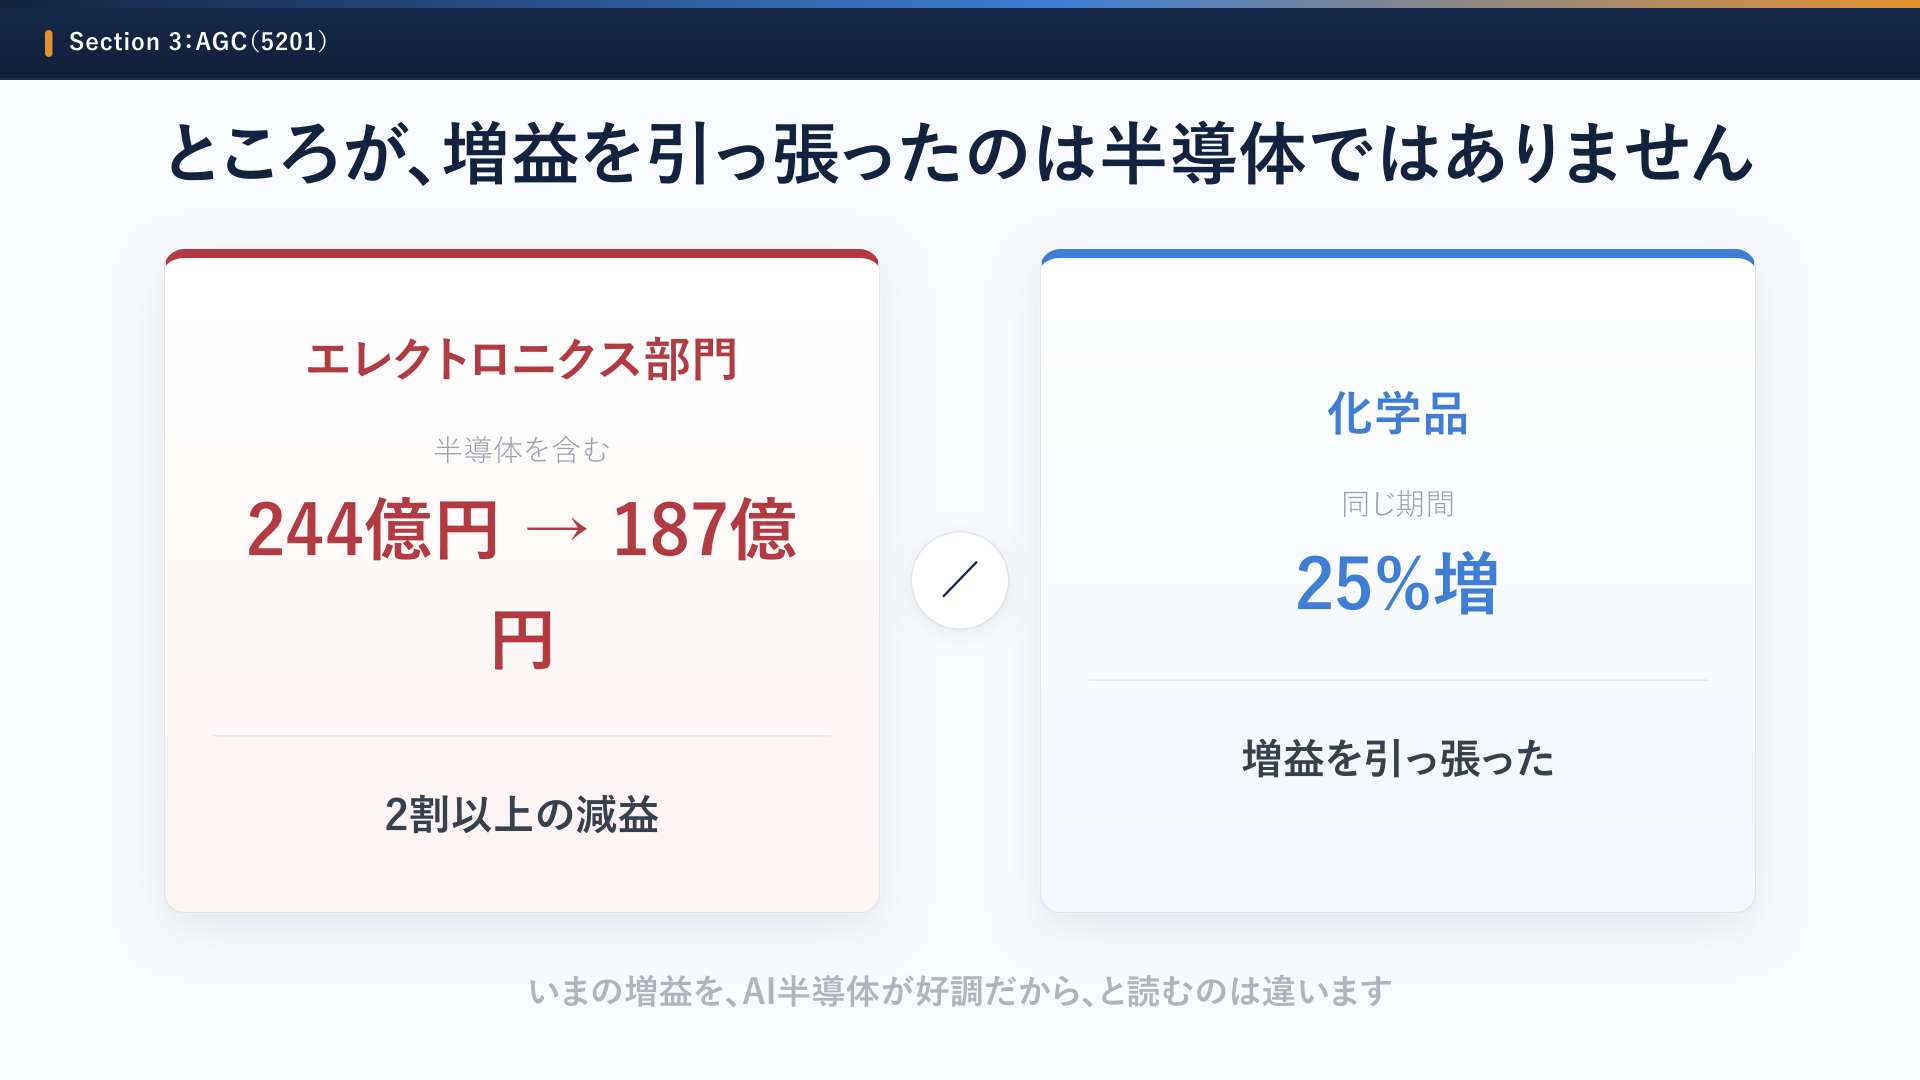 Section 3：AGC（5201）
ところが、増益を引っ張ったのは半導体ではありません
エレクトロニクス部門
半導体を含む
244億円 → 187億
円
2割以上の減益
／
化学品
同じ期間
25%増
増益を引っ張った
いまの増益を、AI半導体が好調だから、と読むのは違います